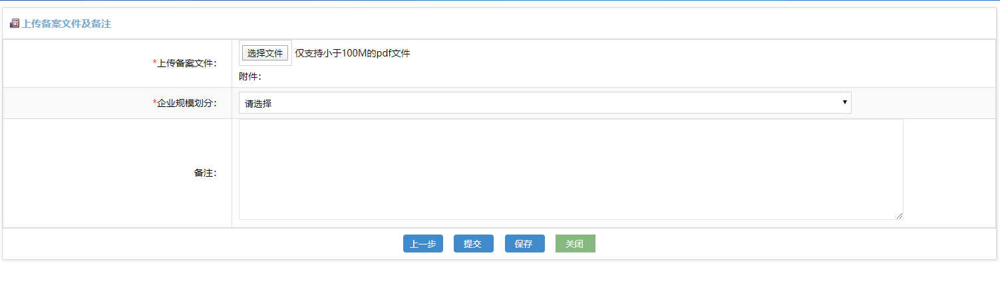 上传备案文件及备注
*上传备案文件：
选择文件 仅支持小于100M的pdf文件
附件：
*企业规模划分：
请选择
备注：
上一步 提交 保存 关闭